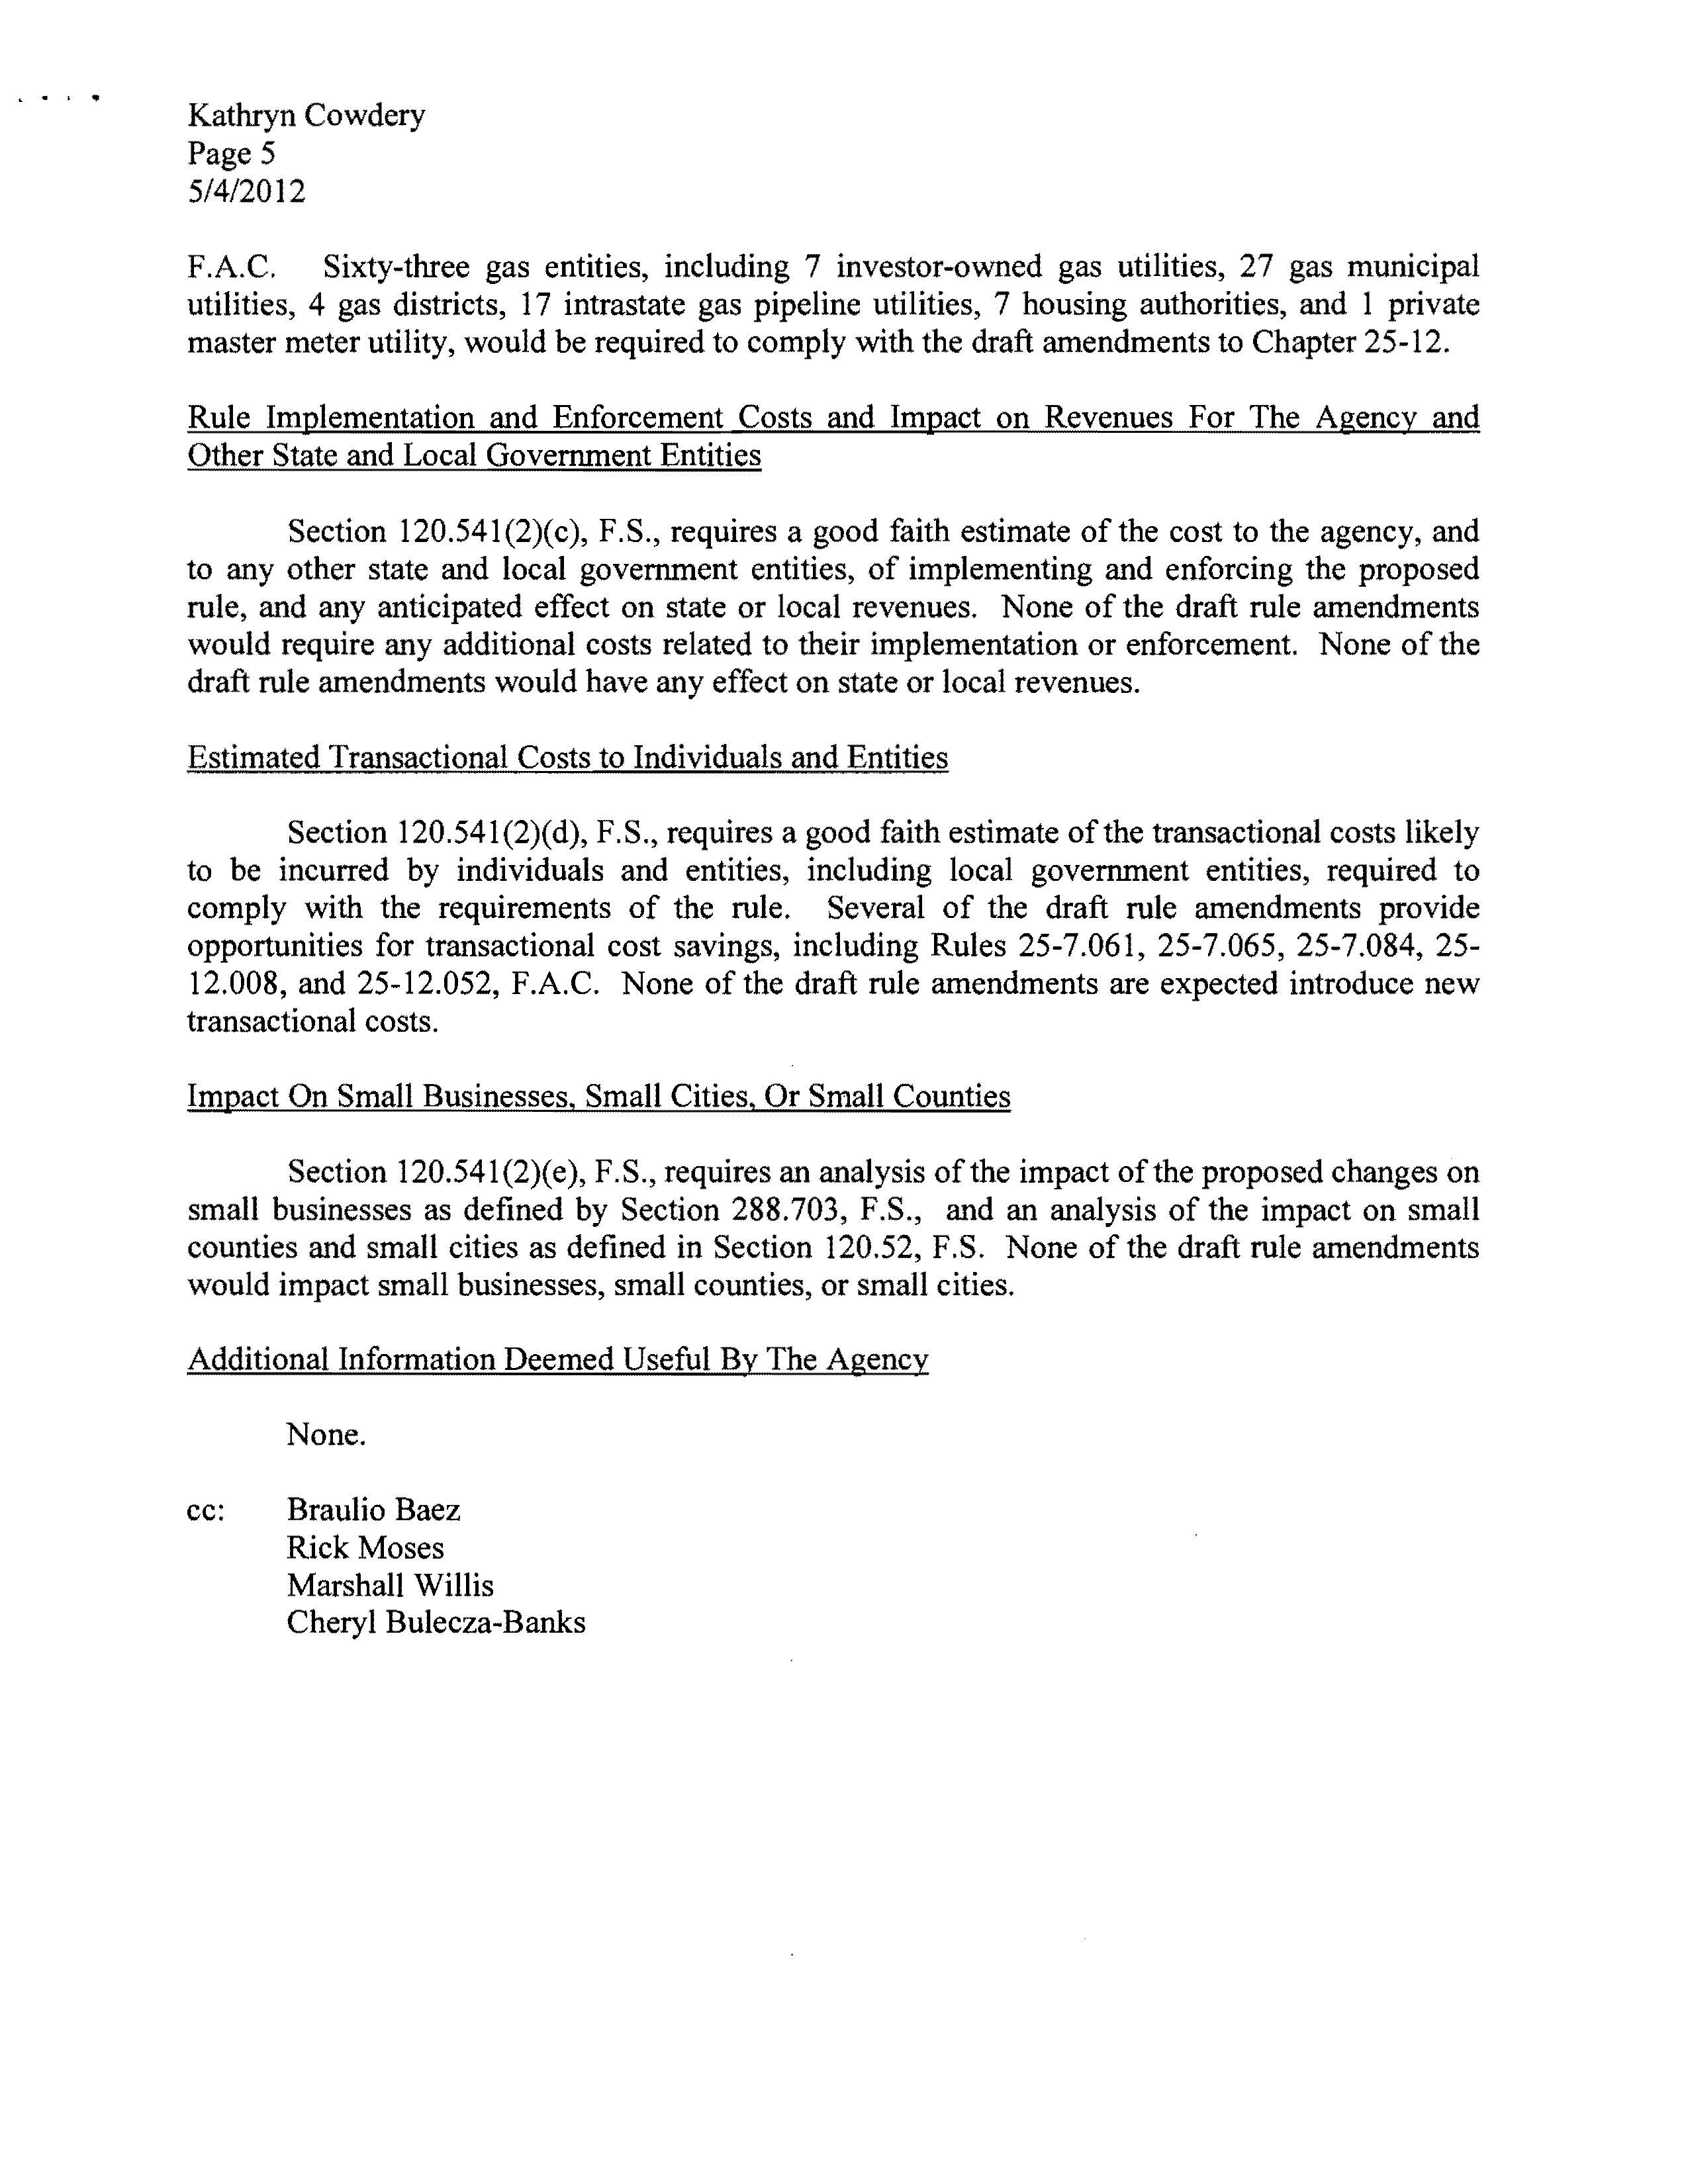 Kathryn Cowdery
Page 5
5/4/2012
F.A.C. Sixty-three gas entities, including 7 investor-owned gas utilities, 27 gas municipal
utilities, 4 gas districts, 17 intrastate gas pipeline utilities, 7 housing authorities, and 1 private
master meter utility, would be required to comply with the draft amendments to Chapter 25-12.
Rule Implementation and Enforcement Costs and Impact on Revenues For The Agency and
Other State and Local Government Entities
Section 120.541(2)(c), F.S., requires a good faith estimate of the cost to the agency, and
to any other state and local government entities, of implementing and enforcing the proposed
rule, and any anticipated effect on state or local revenues. None of the draft rule amendments
would require any additional costs related to their implementation or enforcement. None of the
draft rule amendments would have any effect on state or local revenues.
Estimated Transactional Costs to Individuals and Entities
Section 120.541(2)(d), F.S., requires a good faith estimate of the transactional costs likely
to be incurred by individuals and entities, including local government entities, required to
comply with the requirements of the rule. Several of the draft rule amendments provide
opportunities for transactional cost savings, including Rules 25-7.061, 25-7.065, 25-7.084, 25-
12.008, and 25-12.052, F.A.C. None of the draft rule amendments are expected introduce new
transactional costs.
Impact On Small Businesses, Small Cities, Or Small Counties
Section 120.541(2)(e), F.S., requires an analysis of the impact of the proposed changes on
small businesses as defined by Section 288.703, F.S., and an analysis of the impact on small
counties and small cities as defined in Section 120.52, F.S. None of the draft rule amendments
would impact small businesses, small counties, or small cities.
Additional Information Deemed Useful By The Agency
None.
cc: Braulio Baez
Rick Moses
Marshall Willis
Cheryl Bulecza-Banks